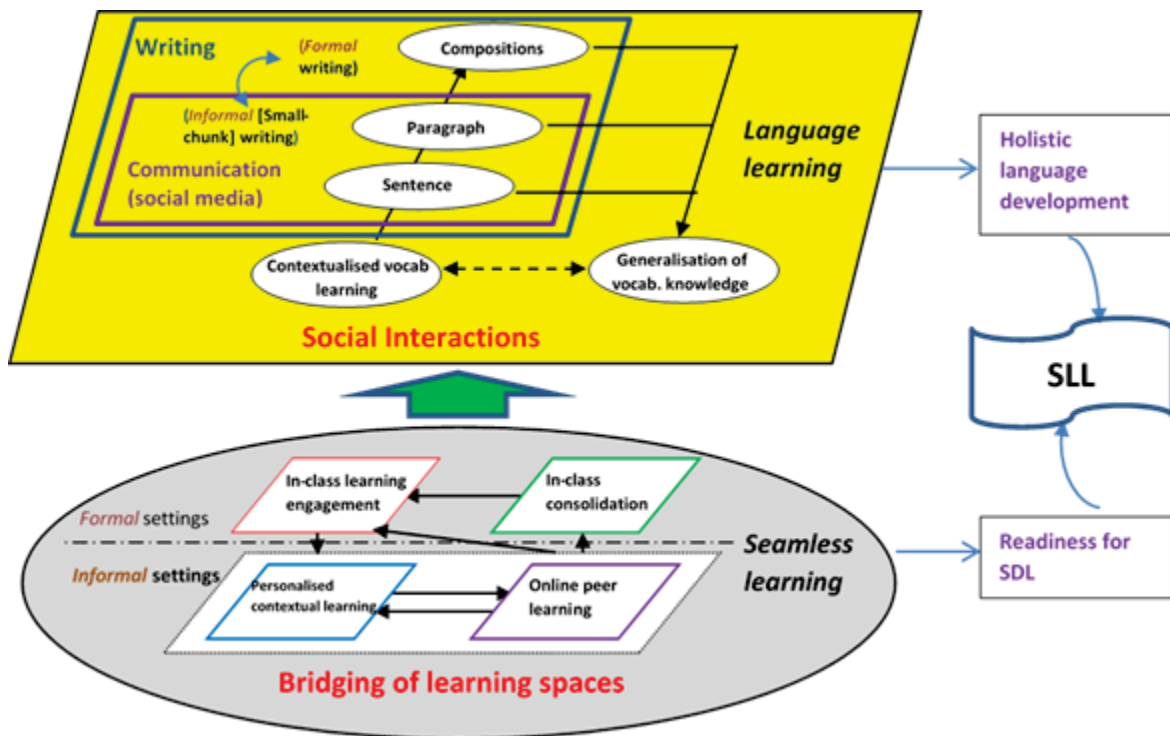 Writing
(Formal
writing)
Compositions
(Informal [Small-
chunk] writing)
Paragraph
Communication
(social media)
Sentence
Language
learning
Contextualised vocab
learning
Generalisation of
vocab. knowledge
Social Interactions
Holistic
language
development
SLL
In-class learning
engagement
In-class
consolidation
Formal settings
Informal settings
Seamless
learning
Personalised
contextual learning
Online peer
learning
Bridging of learning spaces
Readiness for
SDL